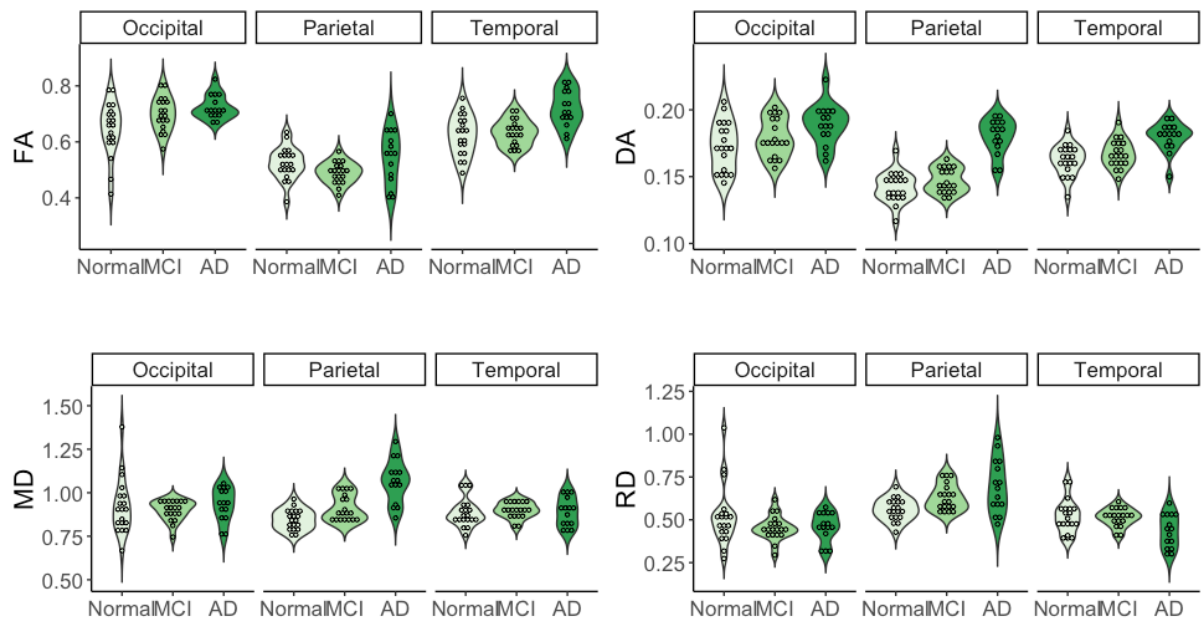 Occipital Parietal Temporal
FA
0.8
0.6
0.4
Normal MCI AD Normal MCI AD Normal MCI AD
Occipital Parietal Temporal
DA
0.20
0.15
0.10
Normal MCI AD Normal MCI AD Normal MCI AD
Occipital Parietal Temporal
MD
1.50
1.25
1.00
0.75
0.50
Normal MCI AD Normal MCI AD Normal MCI AD
Occipital Parietal Temporal
RD
1.25
1.00
0.75
0.50
0.25
Normal MCI AD Normal MCI AD Normal MCI AD